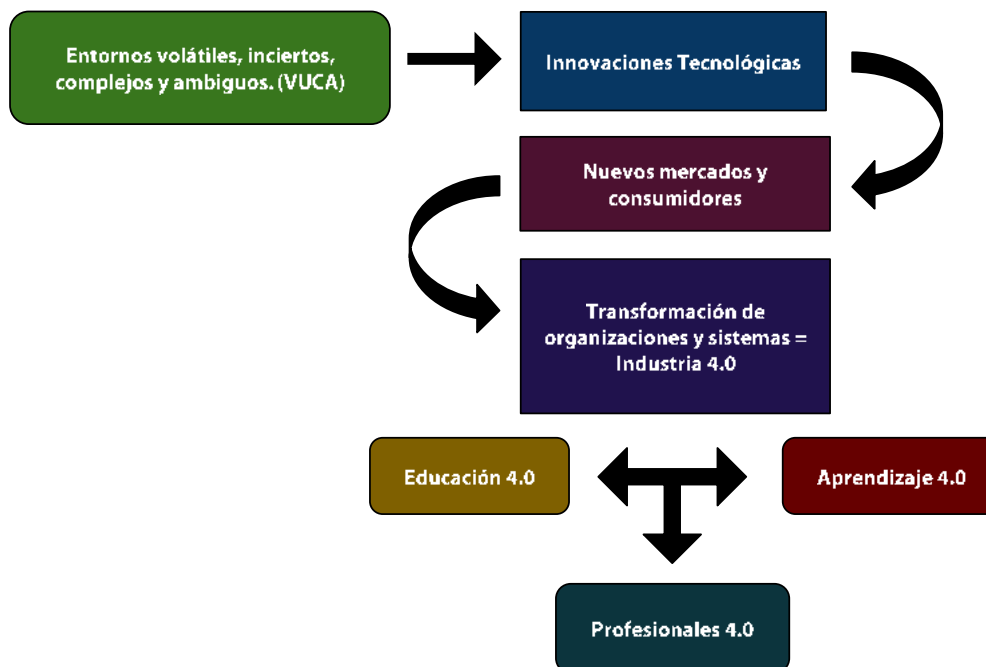 Entornos volátiles, inciertos,
complejos y ambiguos. (VUCA)
Innovaciones Tecnológicas
Nuevos mercados y
consumidores
Transformación de
organizaciones y sistemas =
Industria 4.0
Educación 4.0
Aprendizaje 4.0
Profesionales 4.0